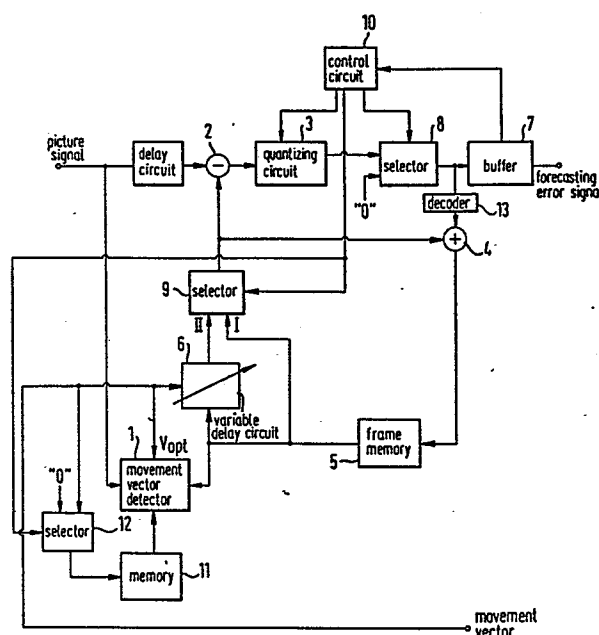 10
control
circuit
picture
signal
delay
circuit
2
−
3
quantizing
circuit
8
selector
"0"
7
buffer
forecasting
error signal
decoder
13
+
4
9
selector
II
I
6
variable
delay circuit
frame
memory
5
1
Vopt
movement
vector
detector
"0"
selector
12
memory
11
movement
vector